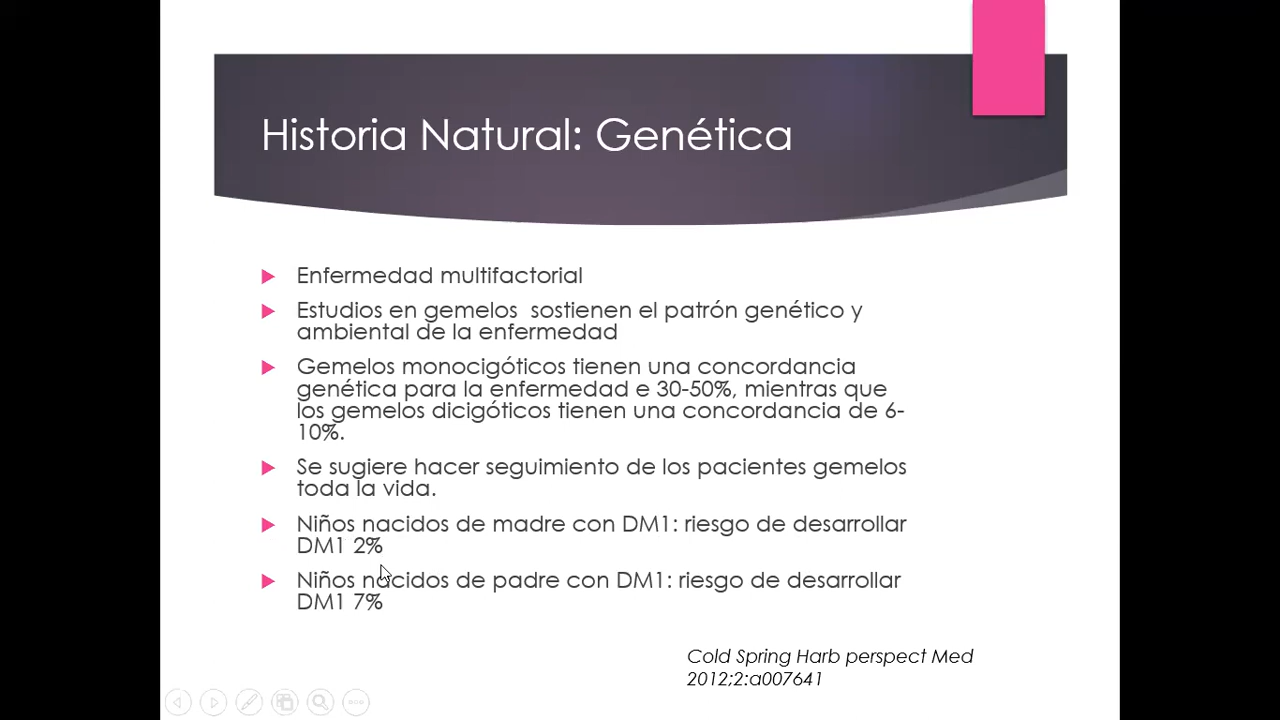 Historia Natural: Genética
Enfermedad multifactorial
Estudios en gemelos sostienen el patrón genético y
ambiental de la enfermedad
Gemelos monocigóticos tienen una concordancia
genética para la enfermedad e 30-50%, mientras que
los gemelos dicigóticos tienen una concordancia de 6-
10%.
Se sugiere hacer seguimiento de los pacientes gemelos
toda la vida.
Niños nacidos de madre con DM1: riesgo de desarrollar
DM1 2%
Niños nacidos de padre con DM1: riesgo de desarrollar
DM1 7%
Cold Spring Harb perspect Med
2012;2:a007641